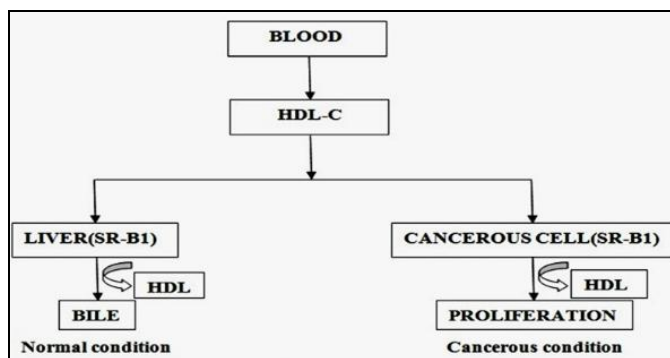 BLOOD
HDL-C
LIVER(SR-B1)
CANCEROUS CELL(SR-B1)
HDL
HDL
BILE
PROLIFERATION
Normal condition
Cancerous condition